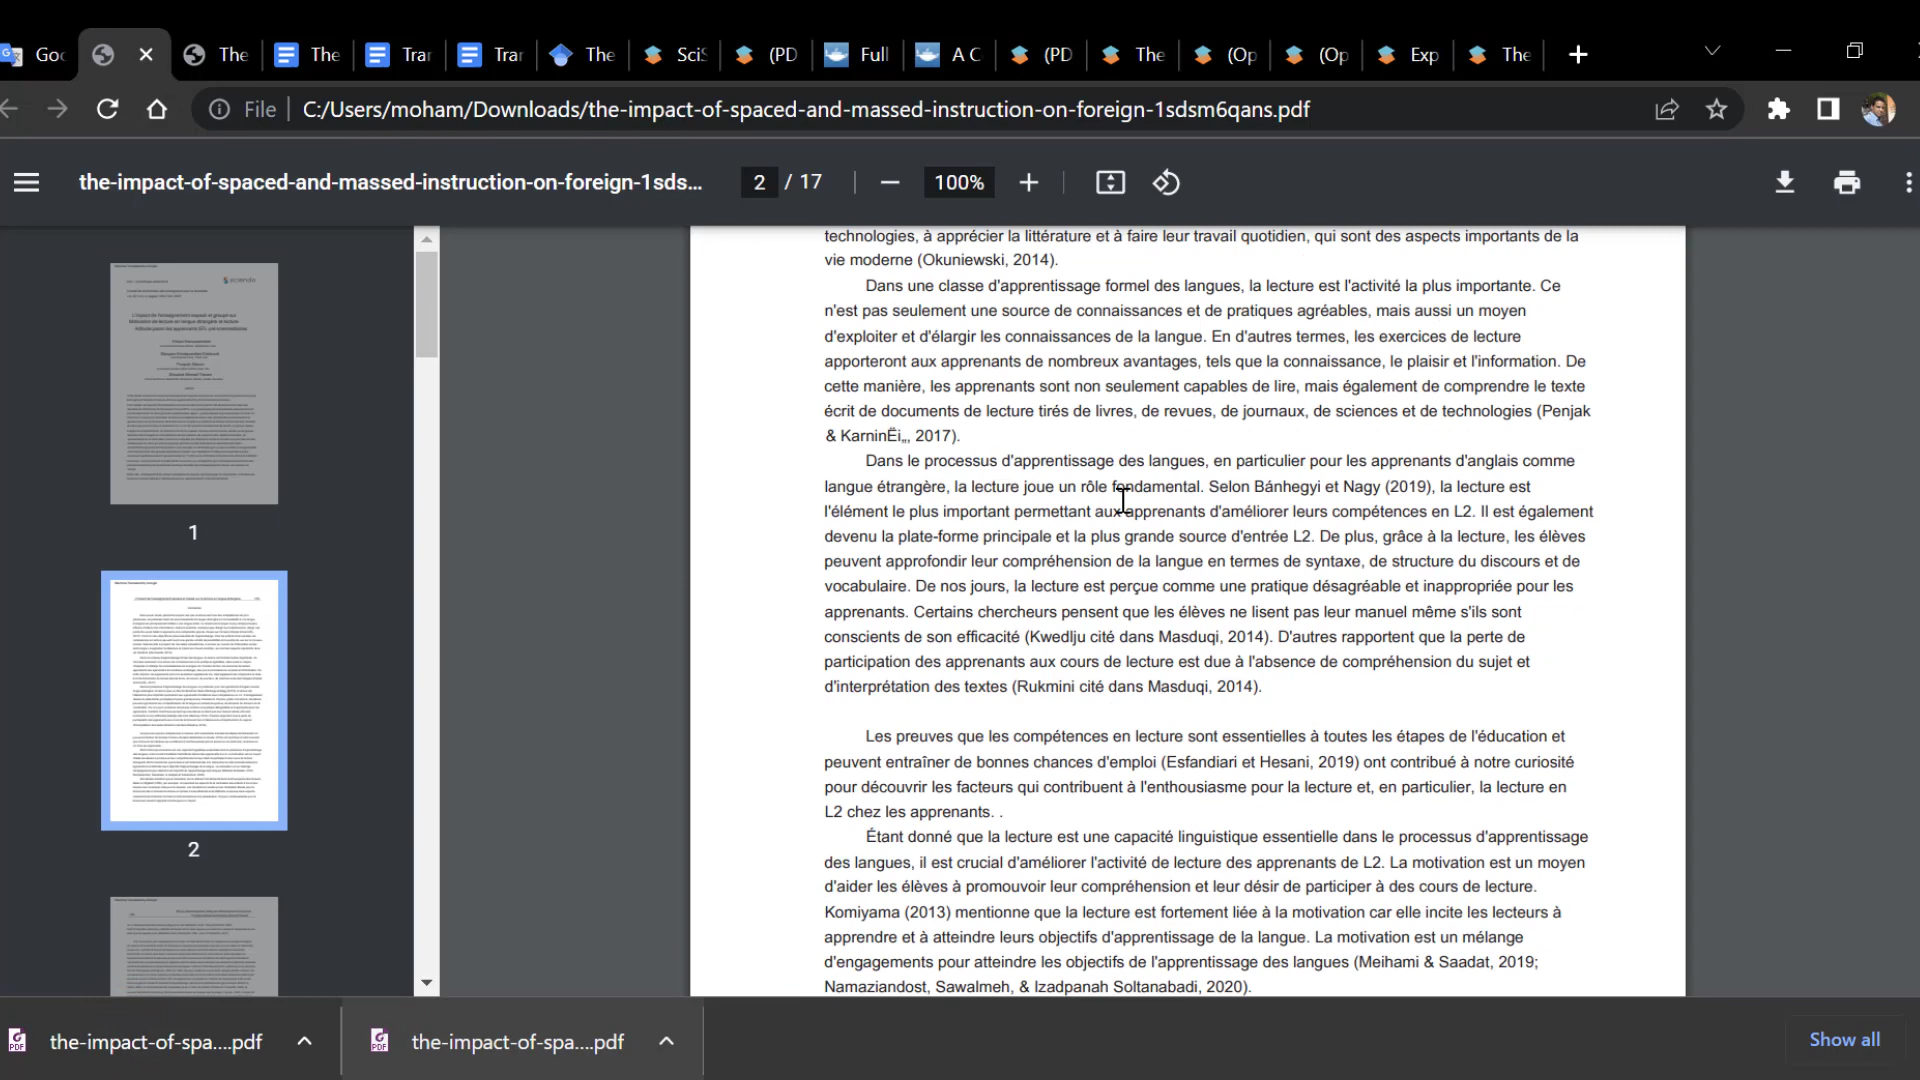 Goo
The
The
Trar
Trar
The
SciS
(PD
Full
A C
(PD
The
(Op
(Op
Exp
The
File
C:/Users/moham/Downloads/the-impact-of-spaced-and-massed-instruction-on-foreign-1sdsm6qans.pdf
the-impact-of-spaced-and-massed-instruction-on-foreign-1sds...
2 / 17
100%
technologies, à apprécier la littérature et à faire leur travail quotidien, qui sont des aspects importants de la
vie moderne (Okuniewski, 2014).
Dans une classe d'apprentissage formel des langues, la lecture est l'activité la plus importante. Ce
n'est pas seulement une source de connaissances et de pratiques agréables, mais aussi un moyen
d'exploiter et d'élargir les connaissances de la langue. En d'autres termes, les exercices de lecture
apporteront aux apprenants de nombreux avantages, tels que la connaissance, le plaisir et l'information. De
cette manière, les apprenants sont non seulement capables de lire, mais également de comprendre le texte
écrit de documents de lecture tirés de livres, de revues, de journaux, de sciences et de technologies (Penjak
& KarninËi„, 2017).
Dans le processus d'apprentissage des langues, en particulier pour les apprenants d'anglais comme
langue étrangère, la lecture joue un rôle fondamental. Selon Bánhegyi et Nagy (2019), la lecture est
l'élément le plus important permettant aux apprenants d'améliorer leurs compétences en L2. Il est également
devenu la plate-forme principale et la plus grande source d'entrée L2. De plus, grâce à la lecture, les élèves
peuvent approfondir leur compréhension de la langue en termes de syntaxe, de structure du discours et de
vocabulaire. De nos jours, la lecture est perçue comme une pratique désagréable et inappropriée pour les
apprenants. Certains chercheurs pensent que les élèves ne lisent pas leur manuel même s'ils sont
conscients de son efficacité (Kwedlju cité dans Masduqi, 2014). D'autres rapportent que la perte de
participation des apprenants aux cours de lecture est due à l'absence de compréhension du sujet et
d'interprétation des textes (Rukmini cité dans Masduqi, 2014).
Les preuves que les compétences en lecture sont essentielles à toutes les étapes de l'éducation et
peuvent entraîner de bonnes chances d'emploi (Esfandiari et Hesani, 2019) ont contribué à notre curiosité
pour découvrir les facteurs qui contribuent à l'enthousiasme pour la lecture et, en particulier, la lecture en
L2 chez les apprenants. .
Étant donné que la lecture est une capacité linguistique essentielle dans le processus d'apprentissage
des langues, il est crucial d'améliorer l'activité de lecture des apprenants de L2. La motivation est un moyen
d'aider les élèves à promouvoir leur compréhension et leur désir de participer à des cours de lecture.
Komiyama (2013) mentionne que la lecture est fortement liée à la motivation car elle incite les lecteurs à
apprendre et à atteindre leurs objectifs d'apprentissage de la langue. La motivation est un mélange
d'engagements pour atteindre les objectifs de l'apprentissage des langues (Meihami & Saadat, 2019;
Namaziandost, Sawalmeh, & Izadpanah Soltanabadi, 2020).
1
2
the-impact-of-spa....pdf
the-impact-of-spa....pdf
Show all